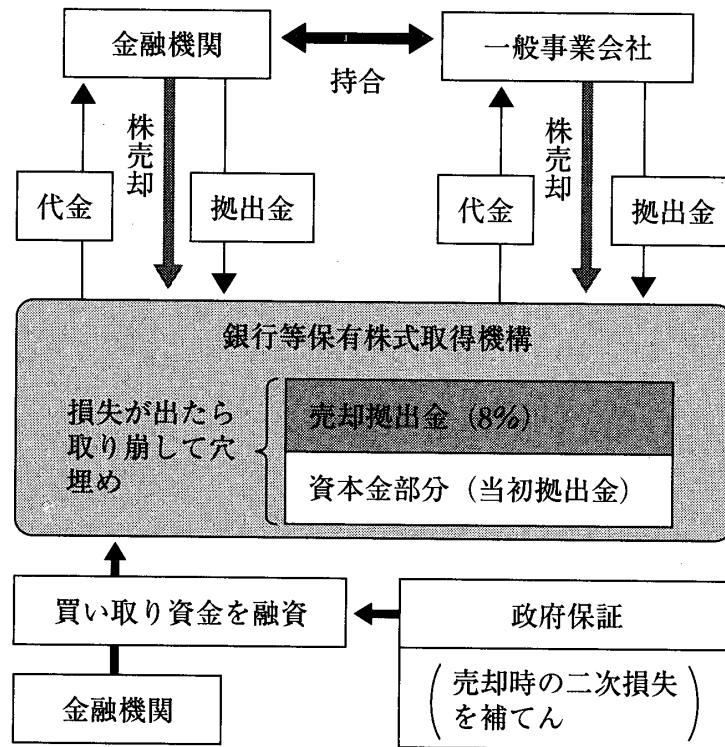 金融機関
一般事業会社
持合
株売却
株売却
代金
拠出金
代金
拠出金
銀行等保有株式取得機構
損失が出たら
取り崩して穴
埋め
売却拠出金（8%）
資本金部分（当初拠出金）
買い取り資金を融資
政府保証
金融機関
（売却時の二次損失
を補てん）